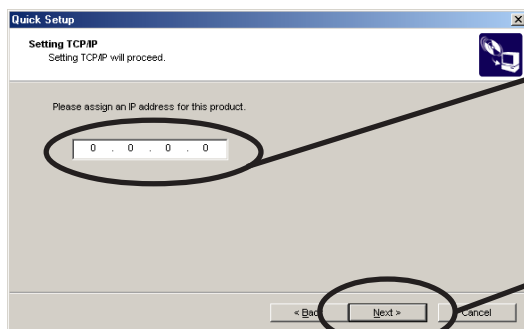 Quick Setup
Setting TCP/IP
Setting TCP/IP will proceed.
Please assign an IP address for this product.
0 . 0 . 0 . 0
< Back Next > Cancel